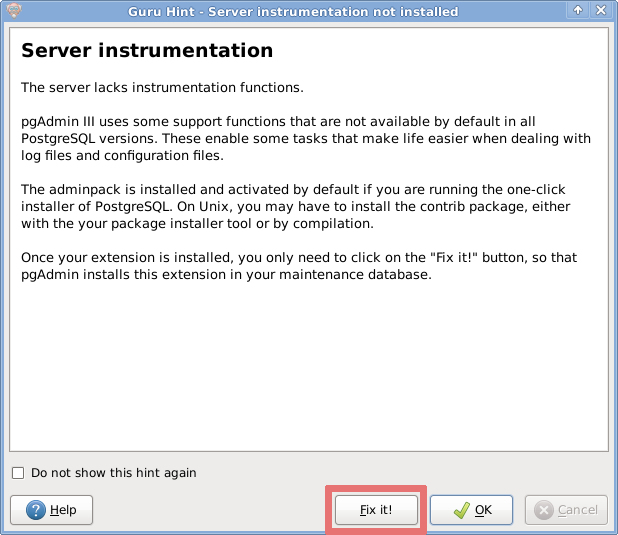 Guru Hint - Server instrumentation not installed
Server instrumentation
The server lacks instrumentation functions.
pgAdmin III uses some support functions that are not available by default in all
PostgreSQL versions. These enable some tasks that make life easier when dealing with
log files and configuration files.
The adminpack is installed and activated by default if you are running the one-click
installer of PostgreSQL. On Unix, you may have to install the contrib package, either
with the your package installer tool or by compilation.
Once your extension is installed, you only need to click on the "Fix it!" button, so that
pgAdmin installs this extension in your maintenance database.
Do not show this hint again
Help
Fix it!
OK
Cancel